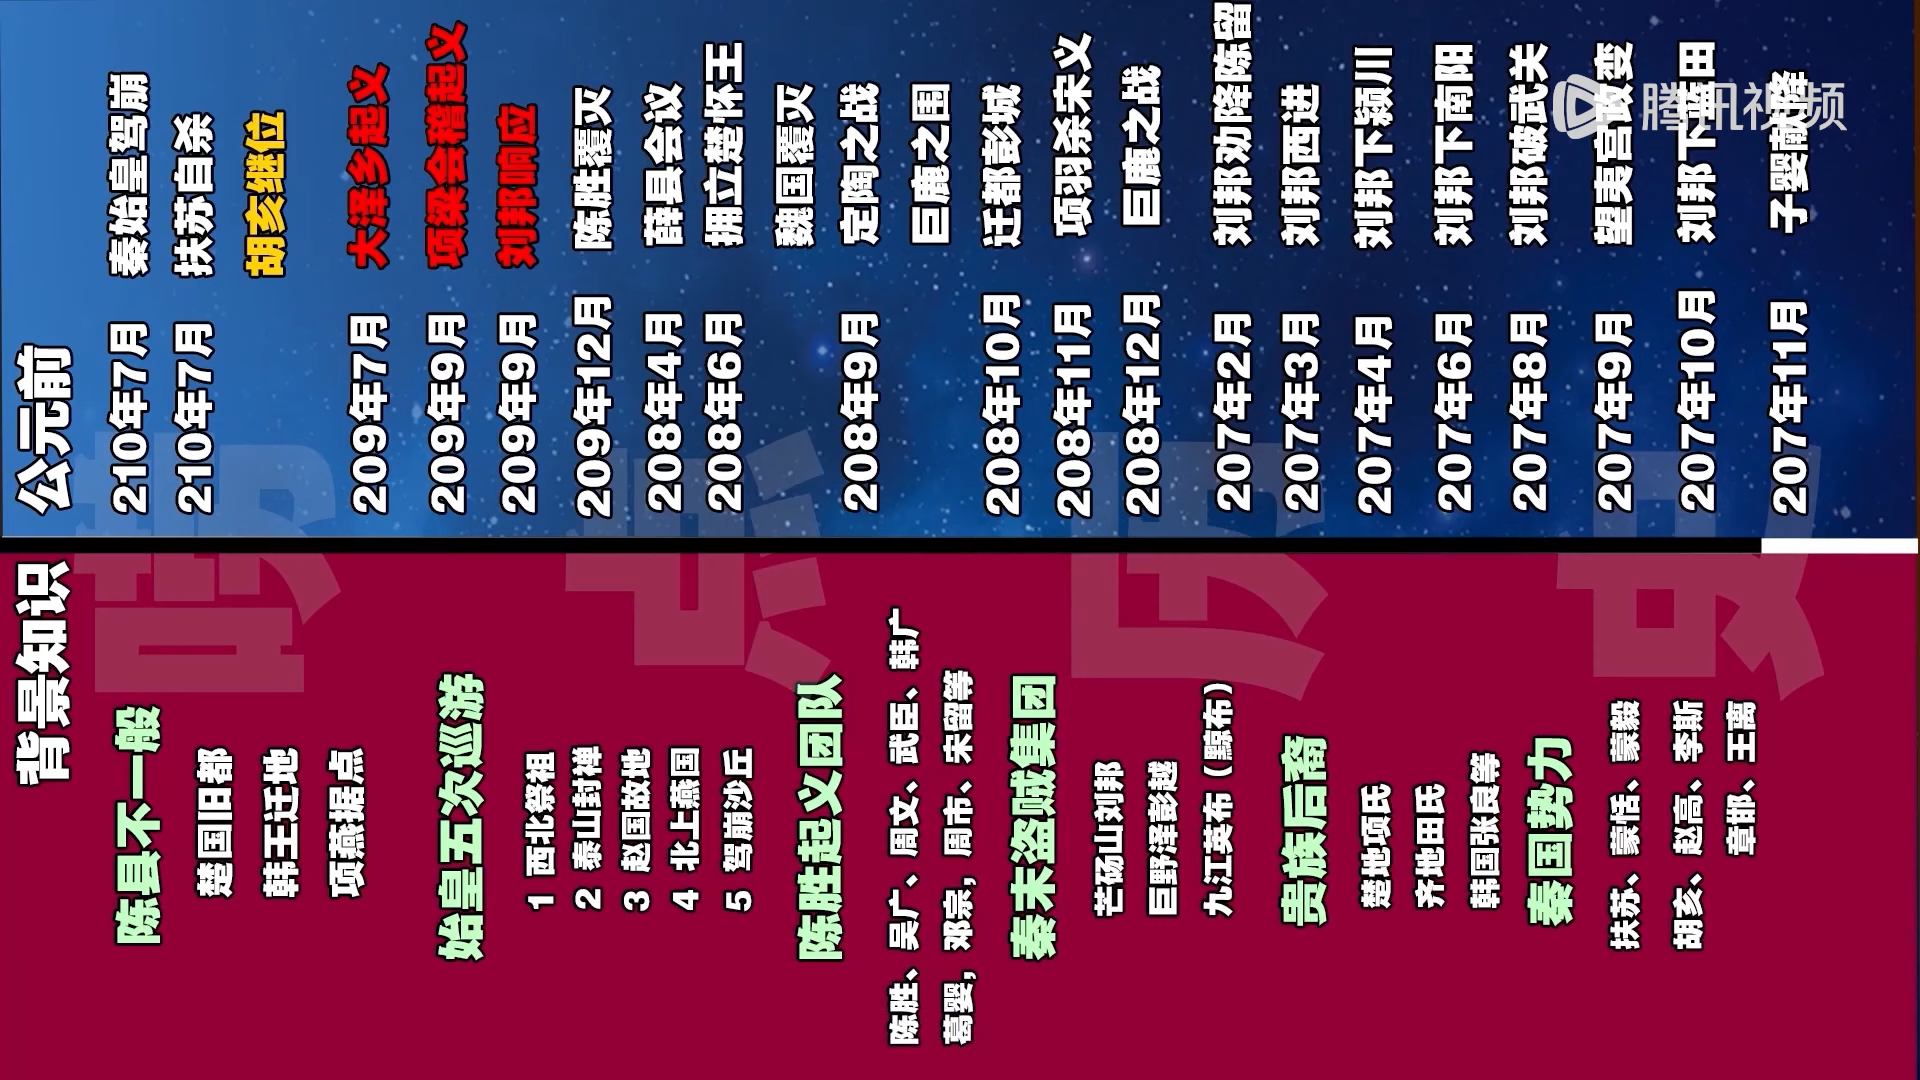 背景知识
陈县不一般
楚国旧都
韩王迁地
项燕据点
始皇五次巡游
1 西北祭祖
2 泰山封禅
3 赵国故地
4 北上燕国
5 驾崩沙丘
陈胜起义团队
陈胜、吴广、周文、武臣、韩广
葛婴，邓宗，周市、宋留等
秦末盗贼集团
芒砀山刘邦
巨野泽彭越
九江英布（黥布）
贵族后裔
楚地项氏
齐地田氏
韩国张良等
秦国势力
扶苏、蒙恬、蒙毅
胡亥、赵高、李斯
章邯、王离
公元前
210年7月 秦始皇驾崩
210年7月 扶苏自杀
胡亥继位
209年7月 大泽乡起义
209年9月 项梁会稽起义
209年9月 刘邦响应
209年12月 陈胜覆灭
208年4月 薛县会议
208年6月 拥立楚怀王
魏国覆灭
208年9月 定陶之战
巨鹿之围
208年10月 迁都彭城
208年11月 项羽杀宋义
208年12月 巨鹿之战
207年2月 刘邦劝降陈留
207年3月 刘邦西进
207年4月 刘邦下颍川
207年6月 刘邦下南阳
207年8月 刘邦破武关
207年9月 望夷宫政变
207年10月 刘邦下蓝田
207年11月 子婴献降
腾讯视频